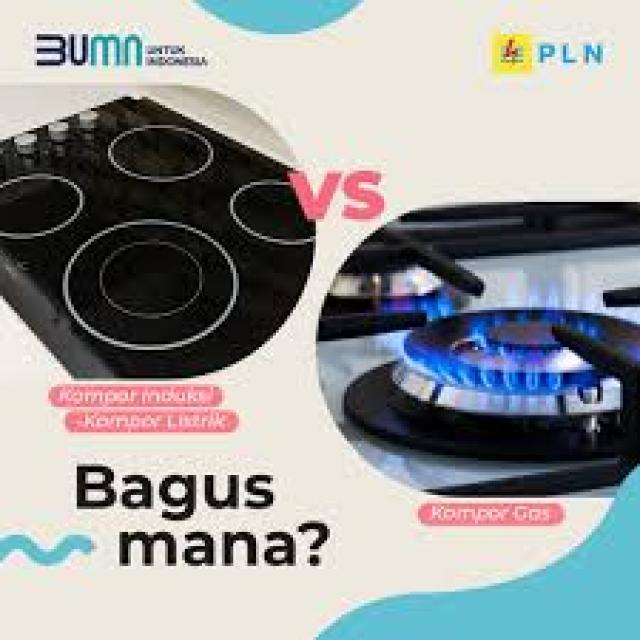 BUMN UNTUK
INDONESIA
PLN
VS
Kompor Induksi
-Kompor Listrik
Kompor Gas
Bagus
mana?